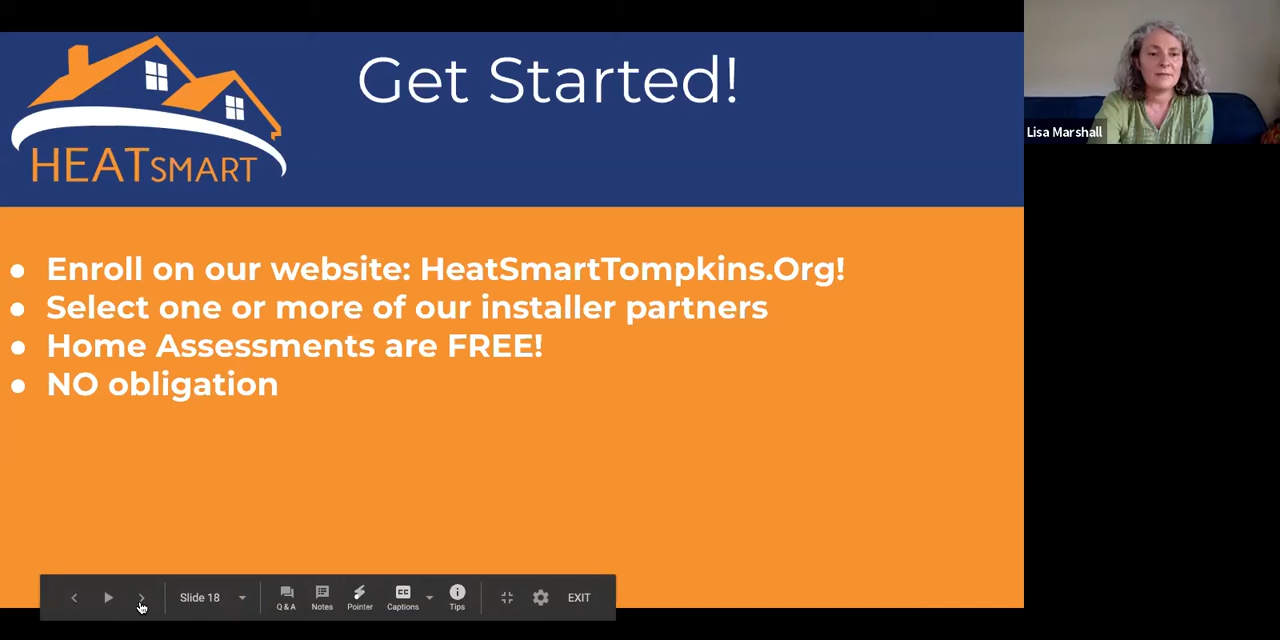 Get Started!
HEATSMART
Lisa Marshall
● Enroll on our website: HeatSmartTompkins.Org!
● Select one or more of our installer partners
● Home Assessments are FREE!
● NO obligation
Slide 18
Q & A
Notes
Pointer
CC
Captions
Tips
EXIT